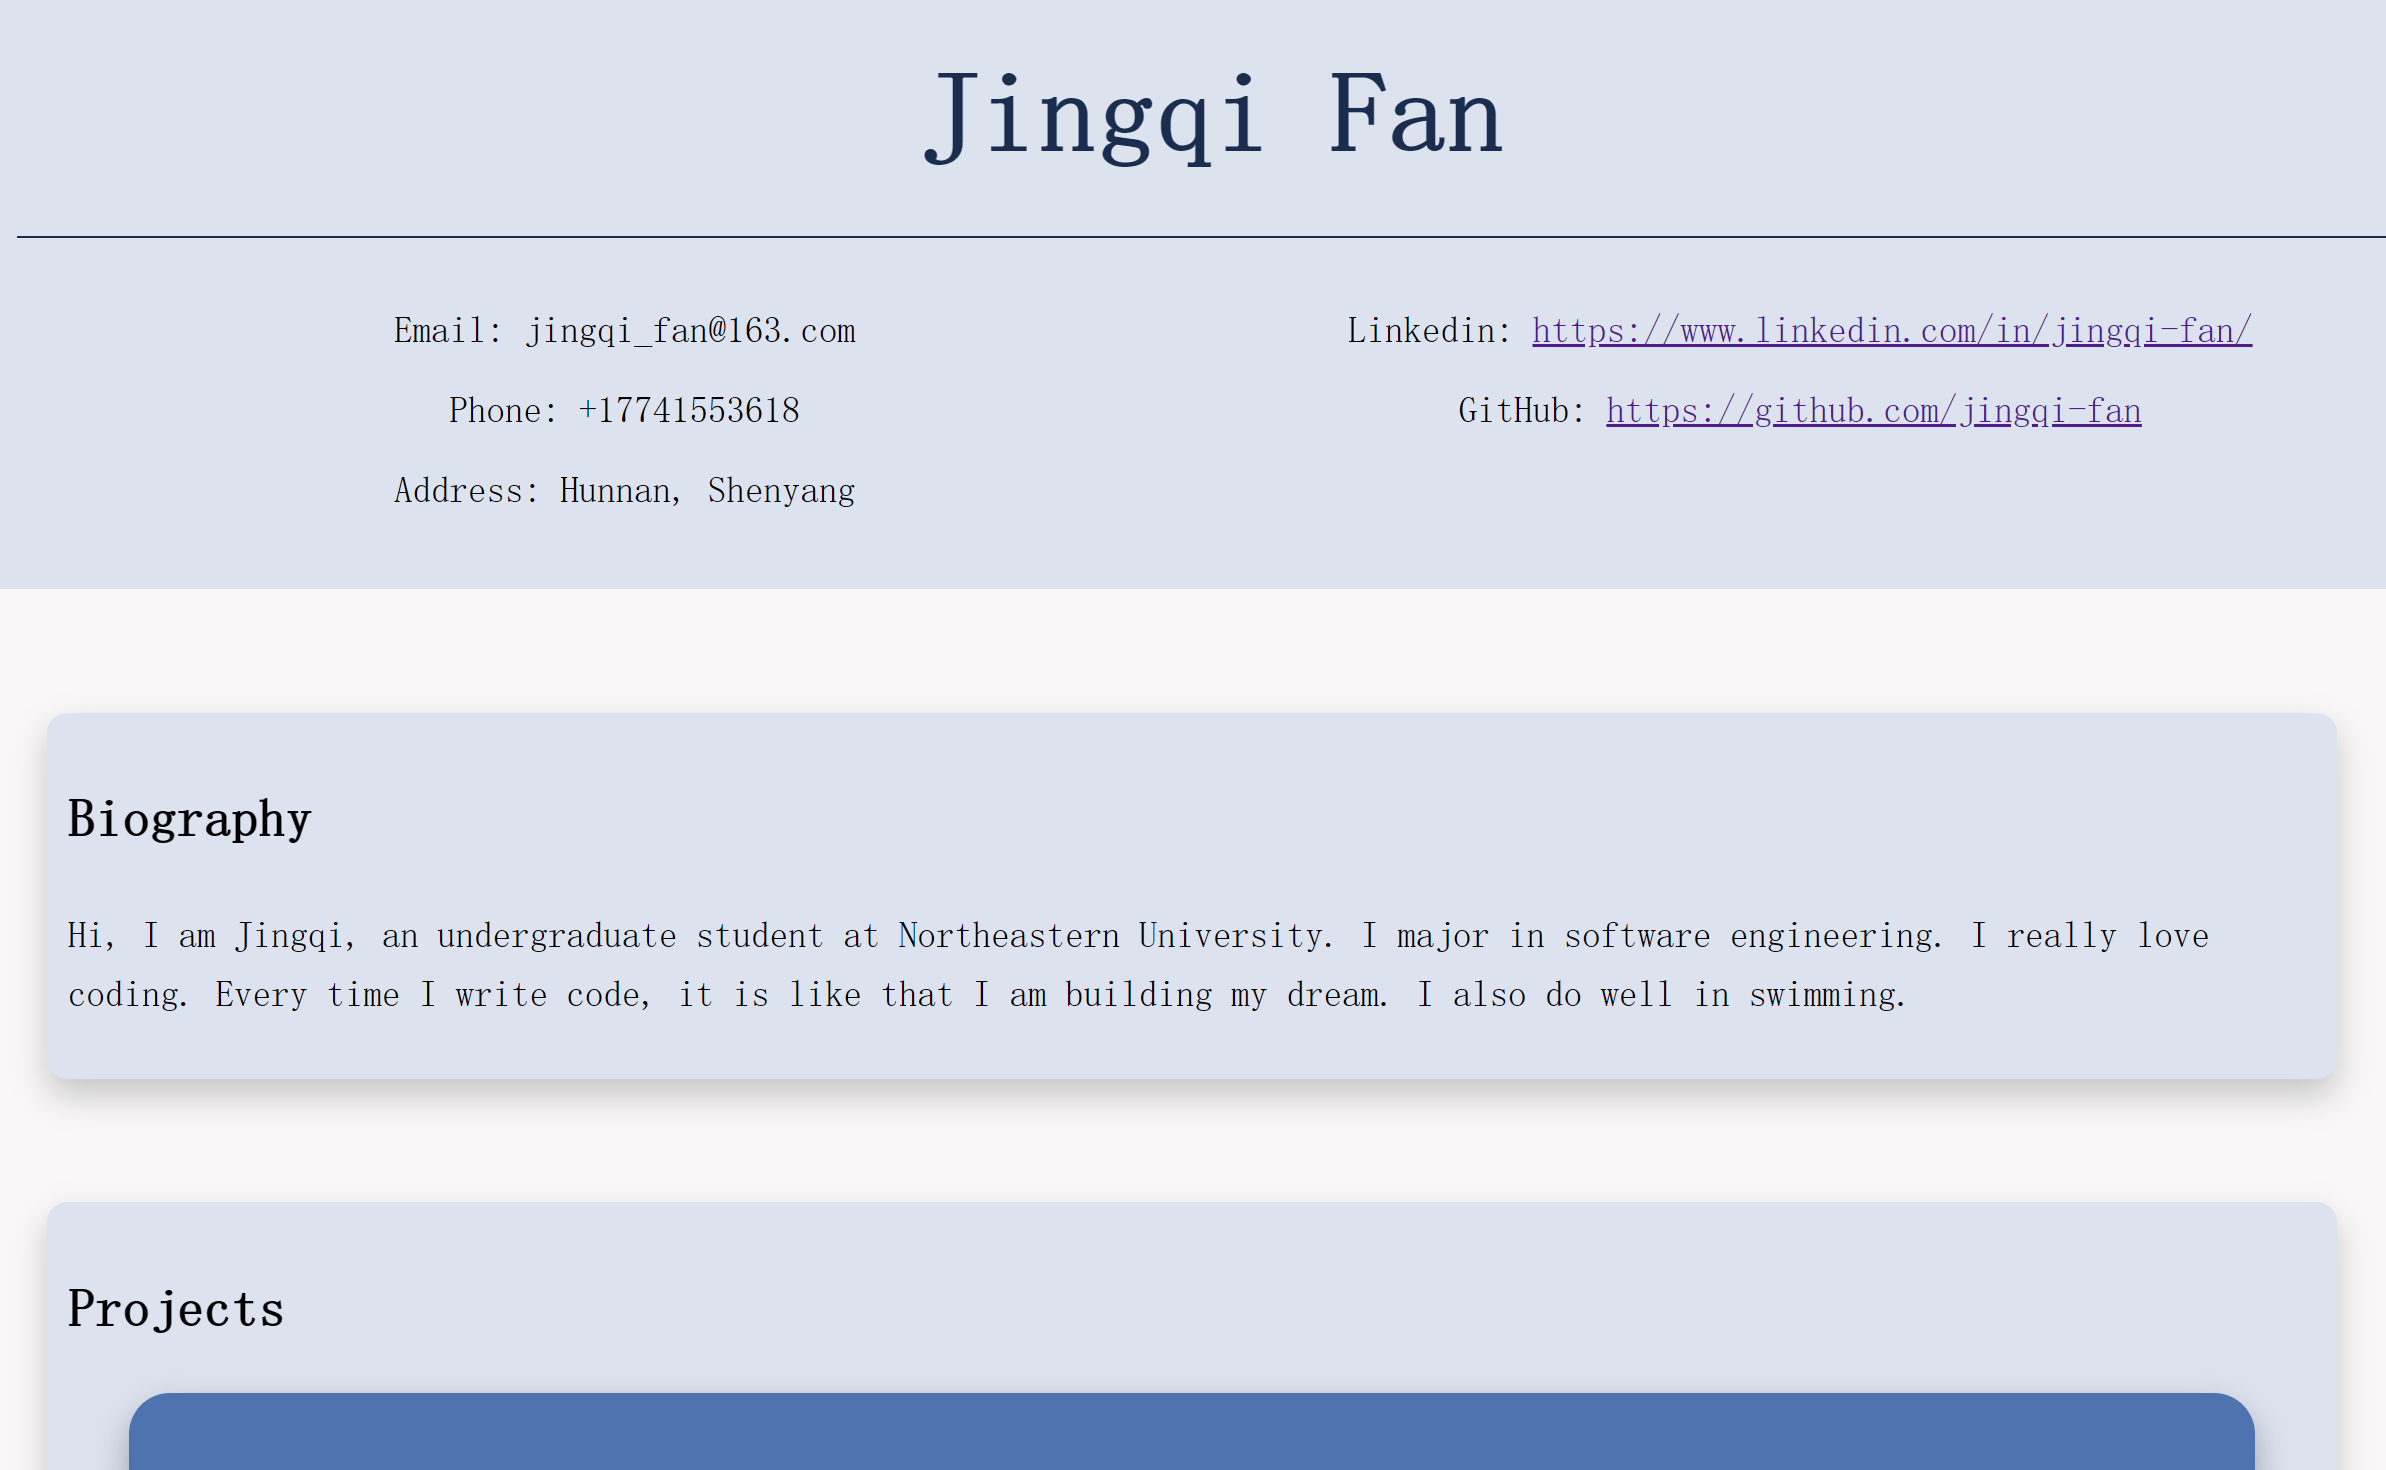 Jingqi Fan
Email: jingqi_fan@163.com
Phone: +17741553618
Address: Hunnan, Shenyang
Linkedin: https://www.linkedin.com/in/jingqi-fan/
GitHub: https://github.com/jingqi-fan
Biography
Hi, I am Jingqi, an undergraduate student at Northeastern University. I major in software engineering. I really love
coding. Every time I write code, it is like that I am building my dream. I also do well in swimming.
Projects